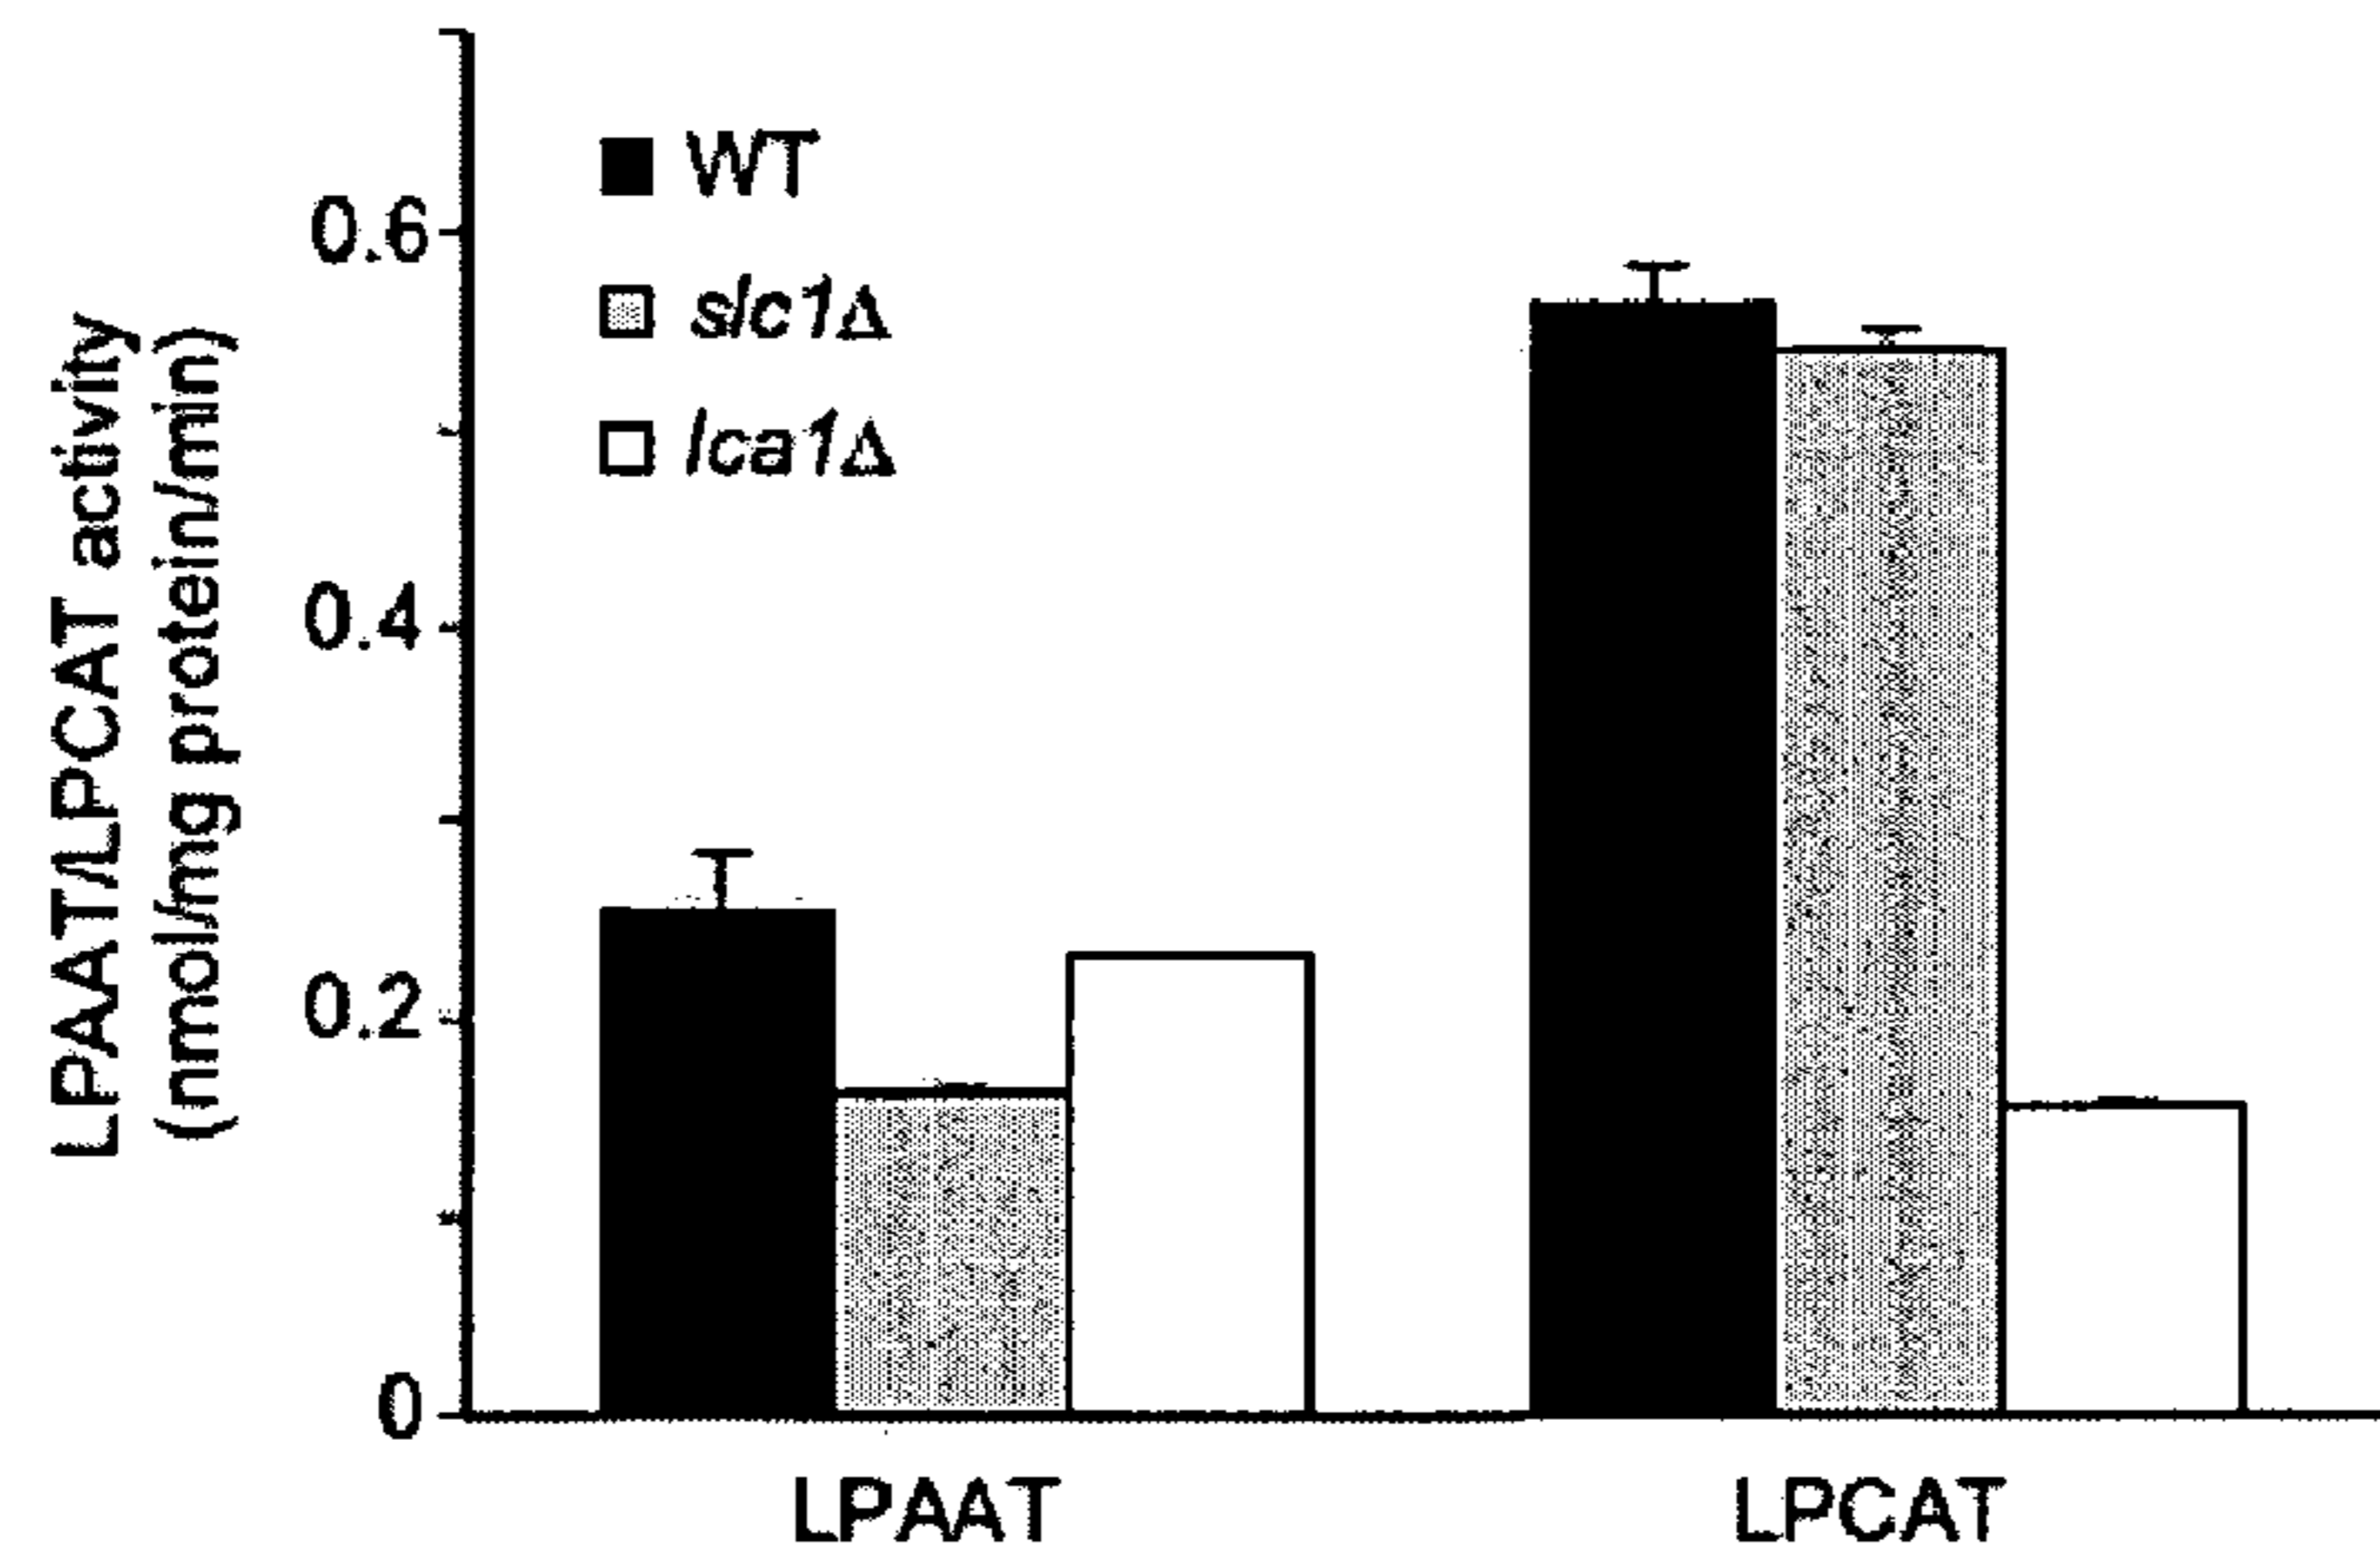 LPAAT/LPCAT activity
(nmol/mg protein/min)
0.6
0.4
0.2
0
WT
slc1Δ
lca1Δ
LPAAT
LPCAT